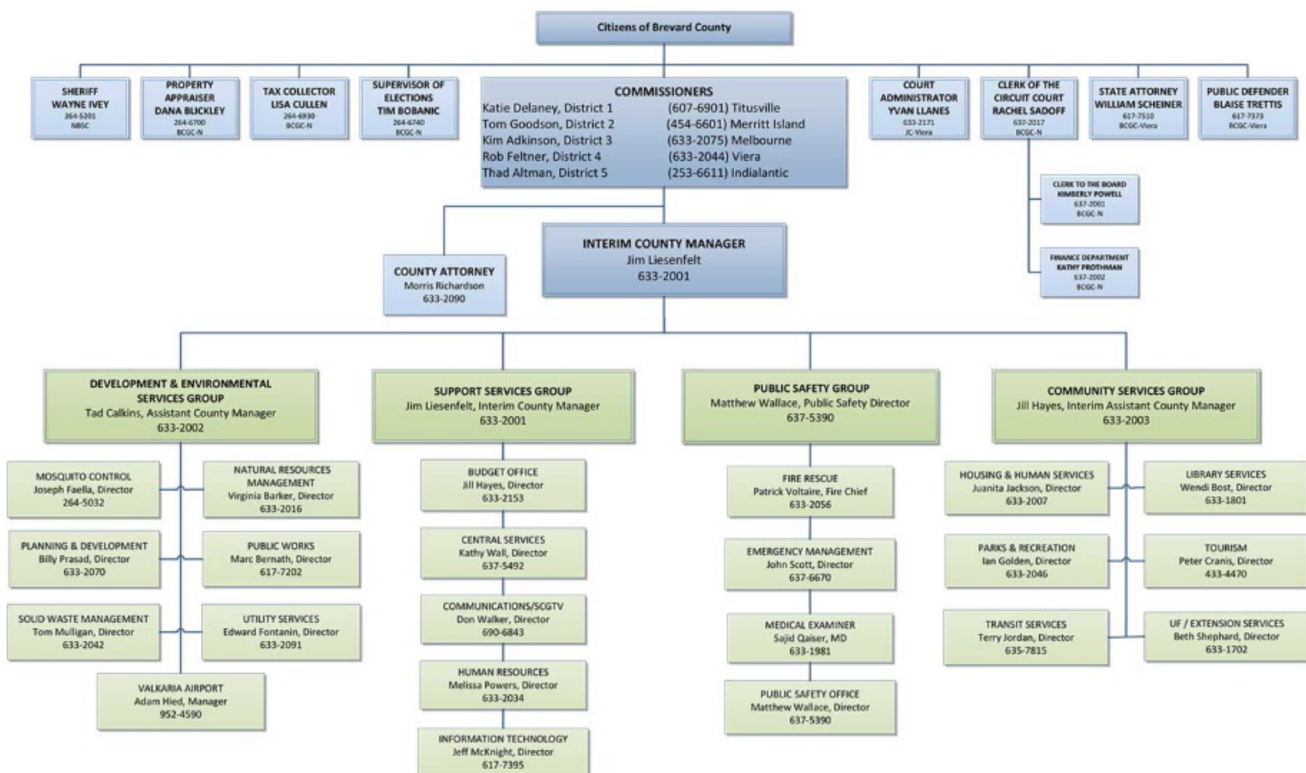 Citizens of Brevard County
SHERIFF
WAYNE IVEY
264-5201
NBSC
PROPERTY
APPRAISER
DANA BLICKLEY
264-6700
BCGC-N
TAX COLLECTOR
LISA CULLEN
264-6930
BCGC-N
SUPERVISOR OF
ELECTIONS
TIM BOBANIC
264-6740
BCGC-N
COMMISSIONERS
Katie Delaney, District 1 (607-6901) Titusville
Tom Goodson, District 2 (454-6601) Merritt Island
Kim Adkinson, District 3 (633-2075) Melbourne
Rob Feltner, District 4 (633-2044) Viera
Thad Altman, District 5 (253-6611) Indialantic
COURT
ADMINISTRATOR
YVAN LLANES
633-2171
JC-Viera
CLERK OF THE
CIRCUIT COURT
RACHEL SADOFF
637-2017
BCGC-N
STATE ATTORNEY
WILLIAM SCHEINER
617-7510
BCGC-Viera
PUBLIC DEFENDER
BLAISE TRETTIS
617-7373
BCGC-Viera
CLERK TO THE BOARD
KIMBERLY POWELL
637-2001
BCGC-N
FINANCE DEPARTMENT
KATHY PROTHMAN
637-2002
BCGC-N
COUNTY ATTORNEY
Morris Richardson
633-2090
INTERIM COUNTY MANAGER
Jim Liesenfelt
633-2001
DEVELOPMENT & ENVIRONMENTAL
SERVICES GROUP
Tad Calkins, Assistant County Manager
633-2002
MOSQUITO CONTROL
Joseph Faella, Director
264-5032
NATURAL RESOURCES
MANAGEMENT
Virginia Barker, Director
633-2016
PLANNING & DEVELOPMENT
Billy Prasad, Director
633-2070
PUBLIC WORKS
Marc Bernath, Director
617-7202
SOLID WASTE MANAGEMENT
Tom Mulligan, Director
633-2042
UTILITY SERVICES
Edward Fontanin, Director
633-2091
VALKARIA AIRPORT
Adam Hied, Manager
952-4590
SUPPORT SERVICES GROUP
Jim Liesenfelt, Interim County Manager
633-2001
BUDGET OFFICE
Jill Hayes, Director
633-2153
CENTRAL SERVICES
Kathy Wall, Director
637-5492
COMMUNICATIONS/SCGTV
Don Walker, Director
690-6843
HUMAN RESOURCES
Melissa Powers, Director
633-2034
INFORMATION TECHNOLOGY
Jeff McKnight, Director
617-7395
PUBLIC SAFETY GROUP
Matthew Wallace, Public Safety Director
637-5390
FIRE RESCUE
Patrick Voltaire, Fire Chief
633-2056
EMERGENCY MANAGEMENT
John Scott, Director
637-6670
MEDICAL EXAMINER
Sajid Qaiser, MD
633-1981
PUBLIC SAFETY OFFICE
Matthew Wallace, Director
637-5390
COMMUNITY SERVICES GROUP
Jill Hayes, Interim Assistant County Manager
633-2003
HOUSING & HUMAN SERVICES
Juanita Jackson, Director
633-2007
LIBRARY SERVICES
Wendi Bost, Director
633-1801
PARKS & RECREATION
Ian Golden, Director
633-2046
TOURISM
Peter Cranis, Director
433-4470
TRANSIT SERVICES
Terry Jordan, Director
635-7815
UF / EXTENSION SERVICES
Beth Shephard, Director
633-1702